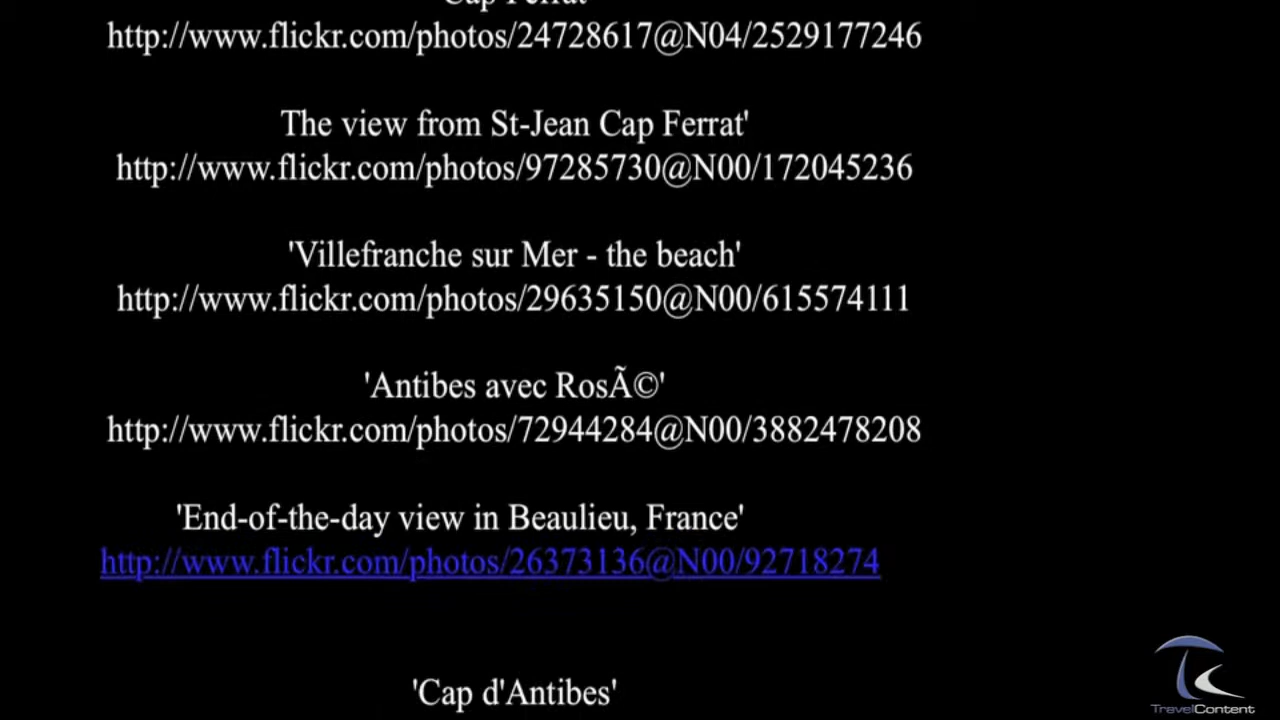 Cap Ferrat'
http://www.flickr.com/photos/24728617@N04/2529177246
The view from St-Jean Cap Ferrat'
http://www.flickr.com/photos/97285730@N00/172045236
'Villefranche sur Mer - the beach'
http://www.flickr.com/photos/29635150@N00/615574111
'Antibes avec RosÃ©'
http://www.flickr.com/photos/72944284@N00/3882478208
'End-of-the-day view in Beaulieu, France'
http://www.flickr.com/photos/26373136@N00/92718274
'Cap d'Antibes'
TravelContent